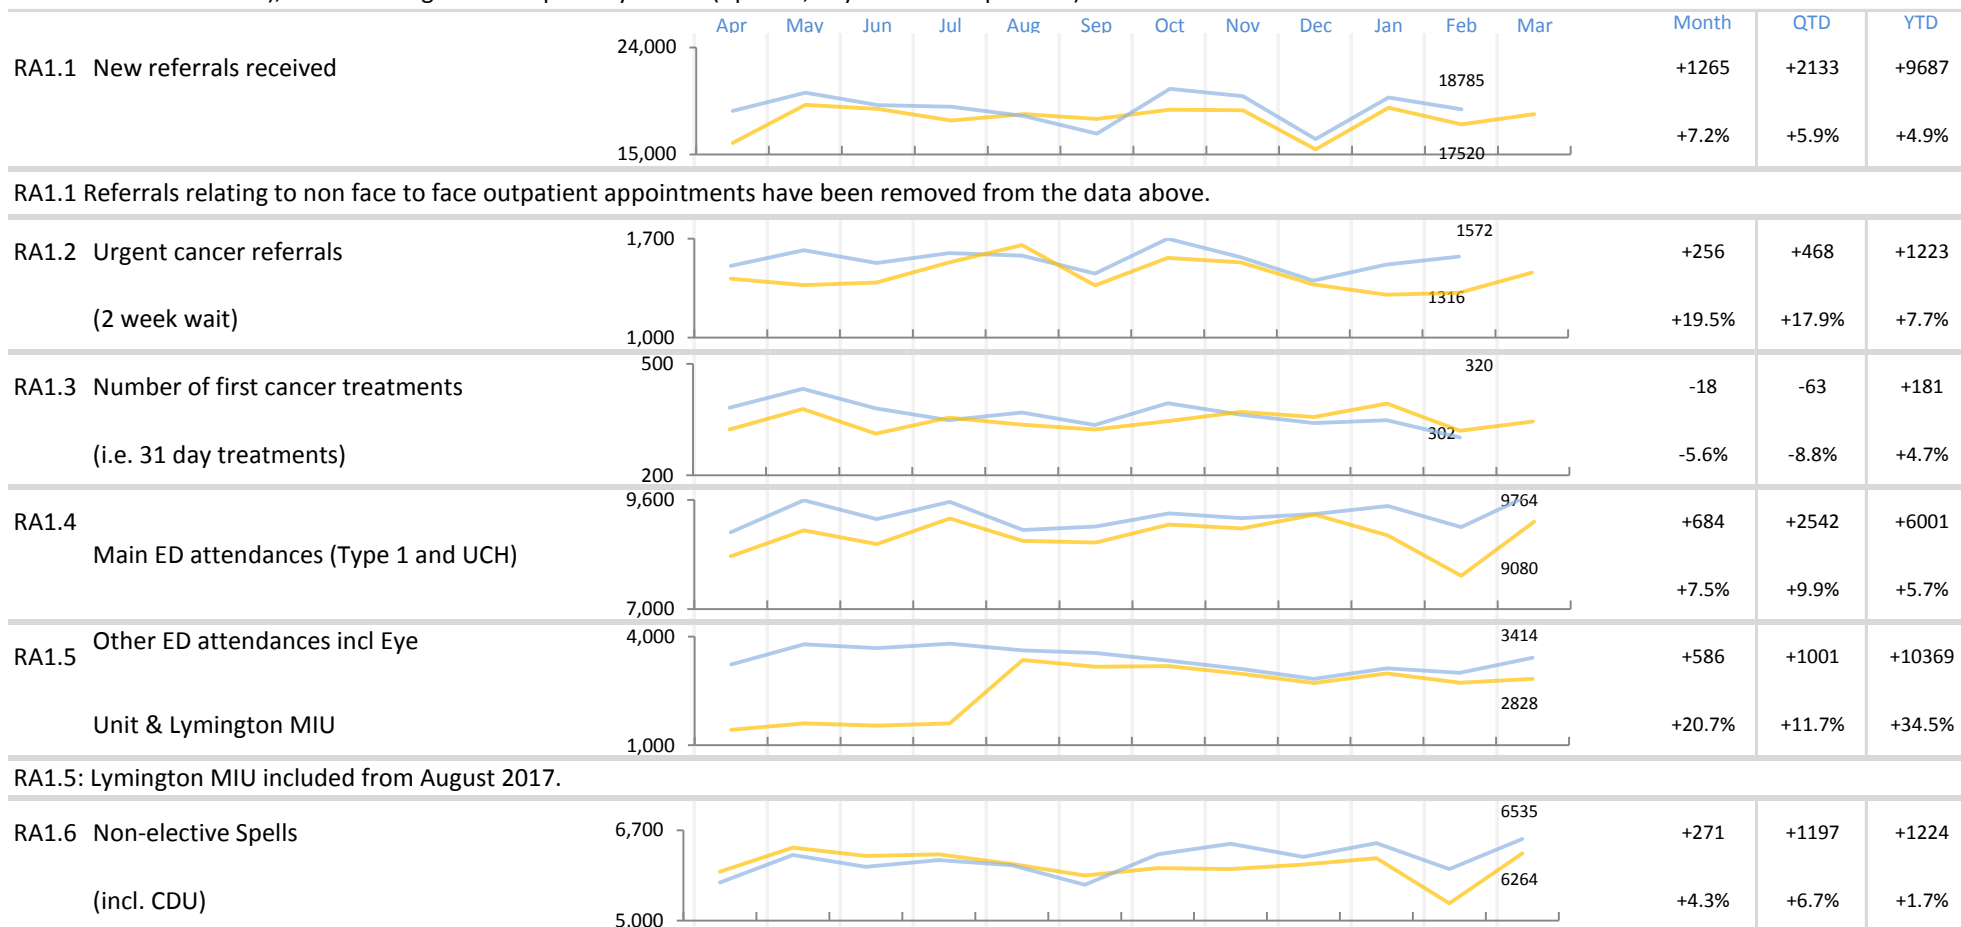 Apr May Jun Jul Aug Sep Oct Nov Dec Jan Feb Mar Month QTD YTD
24,000
RA1.1 New referrals received 18785 +1265 +2133 +9687
15,000 17520 +7.2% +5.9% +4.9%
RA1.1 Referrals relating to non face to face outpatient appointments have been removed from the data above.
1,700 1572
RA1.2 Urgent cancer referrals +256 +468 +1223
1316
(2 week wait) +19.5% +17.9% +7.7%
1,000
500 320
RA1.3 Number of first cancer treatments -18 -63 +181
302
(i.e. 31 day treatments) -5.6% -8.8% +4.7%
200
9,600 9764
RA1.4 +684 +2542 +6001
Main ED attendances (Type 1 and UCH)
9080
+7.5% +9.9% +5.7%
7,000
4,000 3414
Other ED attendances incl Eye
RA1.5 +586 +1001 +10369
2828
Unit & Lymington MIU +20.7% +11.7% +34.5%
1,000
RA1.5: Lymington MIU included from August 2017.
6535
RA1.6 Non-elective Spells 6,700 +271 +1197 +1224
6264
(incl. CDU) +4.3% +6.7% +1.7%
5,000